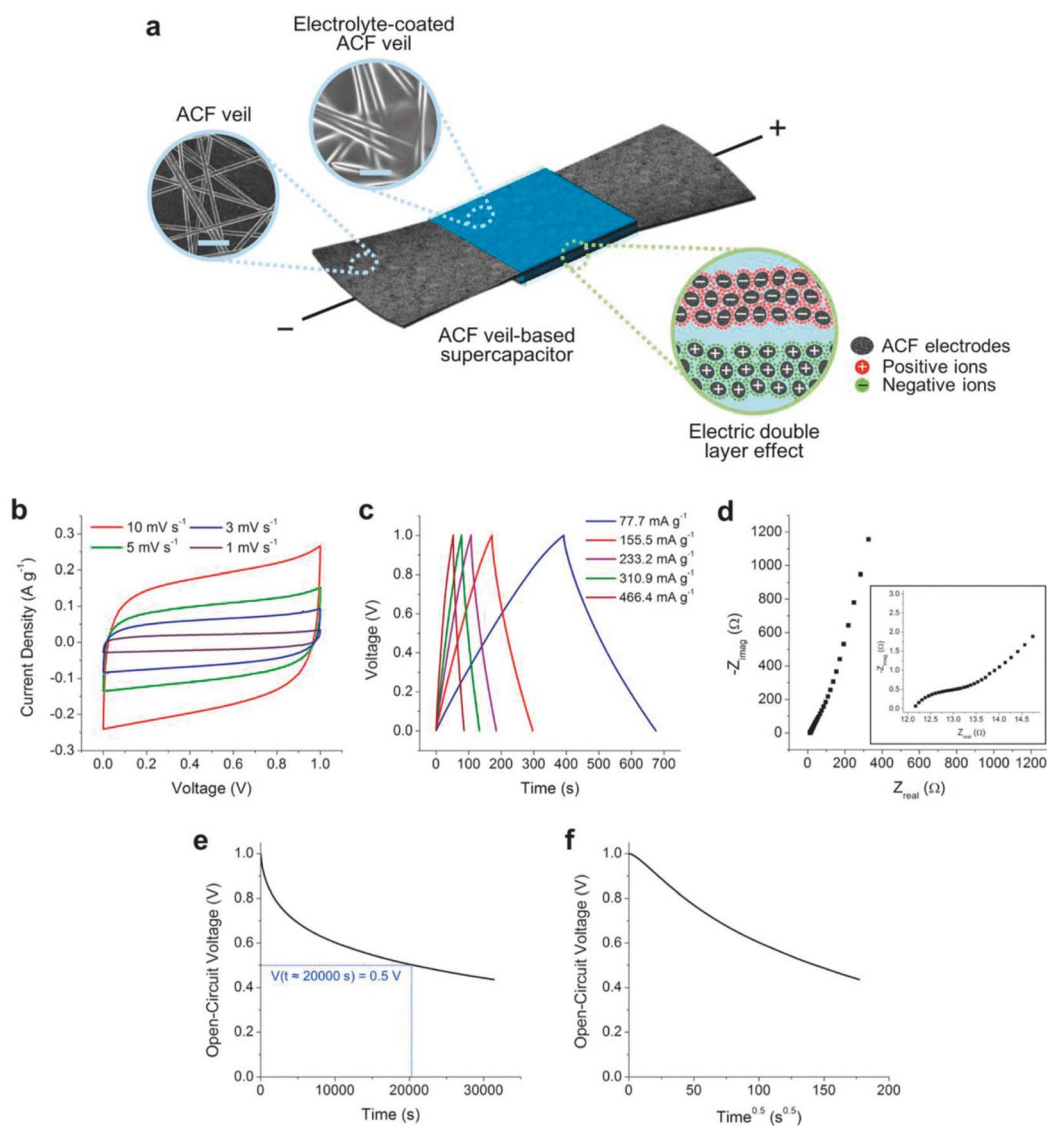 a
Electrolyte-coated
ACF veil
ACF veil
+
−
ACF veil-based
supercapacitor
ACF electrodes
Positive ions
Negative ions
Electric double
layer effect
b
10 mV s⁻¹
3 mV s⁻¹
5 mV s⁻¹
1 mV s⁻¹
Current Density (A g⁻¹)
0.3
0.2
0.1
0.0
-0.1
-0.2
-0.3
0.0 0.2 0.4 0.6 0.8 1.0
Voltage (V)
c
77.7 mA g⁻¹
155.5 mA g⁻¹
233.2 mA g⁻¹
310.9 mA g⁻¹
466.4 mA g⁻¹
Voltage (V)
1.0
0.8
0.6
0.4
0.2
0.0
0 100 200 300 400 500 600 700
Time (s)
d
-Zimag (Ω)
1200
1000
800
600
400
200
0
0 200 400 600 800 1000 1200
Zreal (Ω)
-Zimag (Ω)
3.0
2.5
2.0
1.5
1.0
0.5
0.0
12.0 12.5 13.0 13.5 14.0 14.5
Zreal (Ω)
e
Open-Circuit Voltage (V)
1.0
0.8
0.6
0.4
0.2
0.0
V(t ≈ 20000 s) = 0.5 V
0 10000 20000 30000
Time (s)
f
Open-Circuit Voltage (V)
1.0
0.8
0.6
0.4
0.2
0.0
0 50 100 150 200
Time⁰·⁵ (s⁰·⁵)